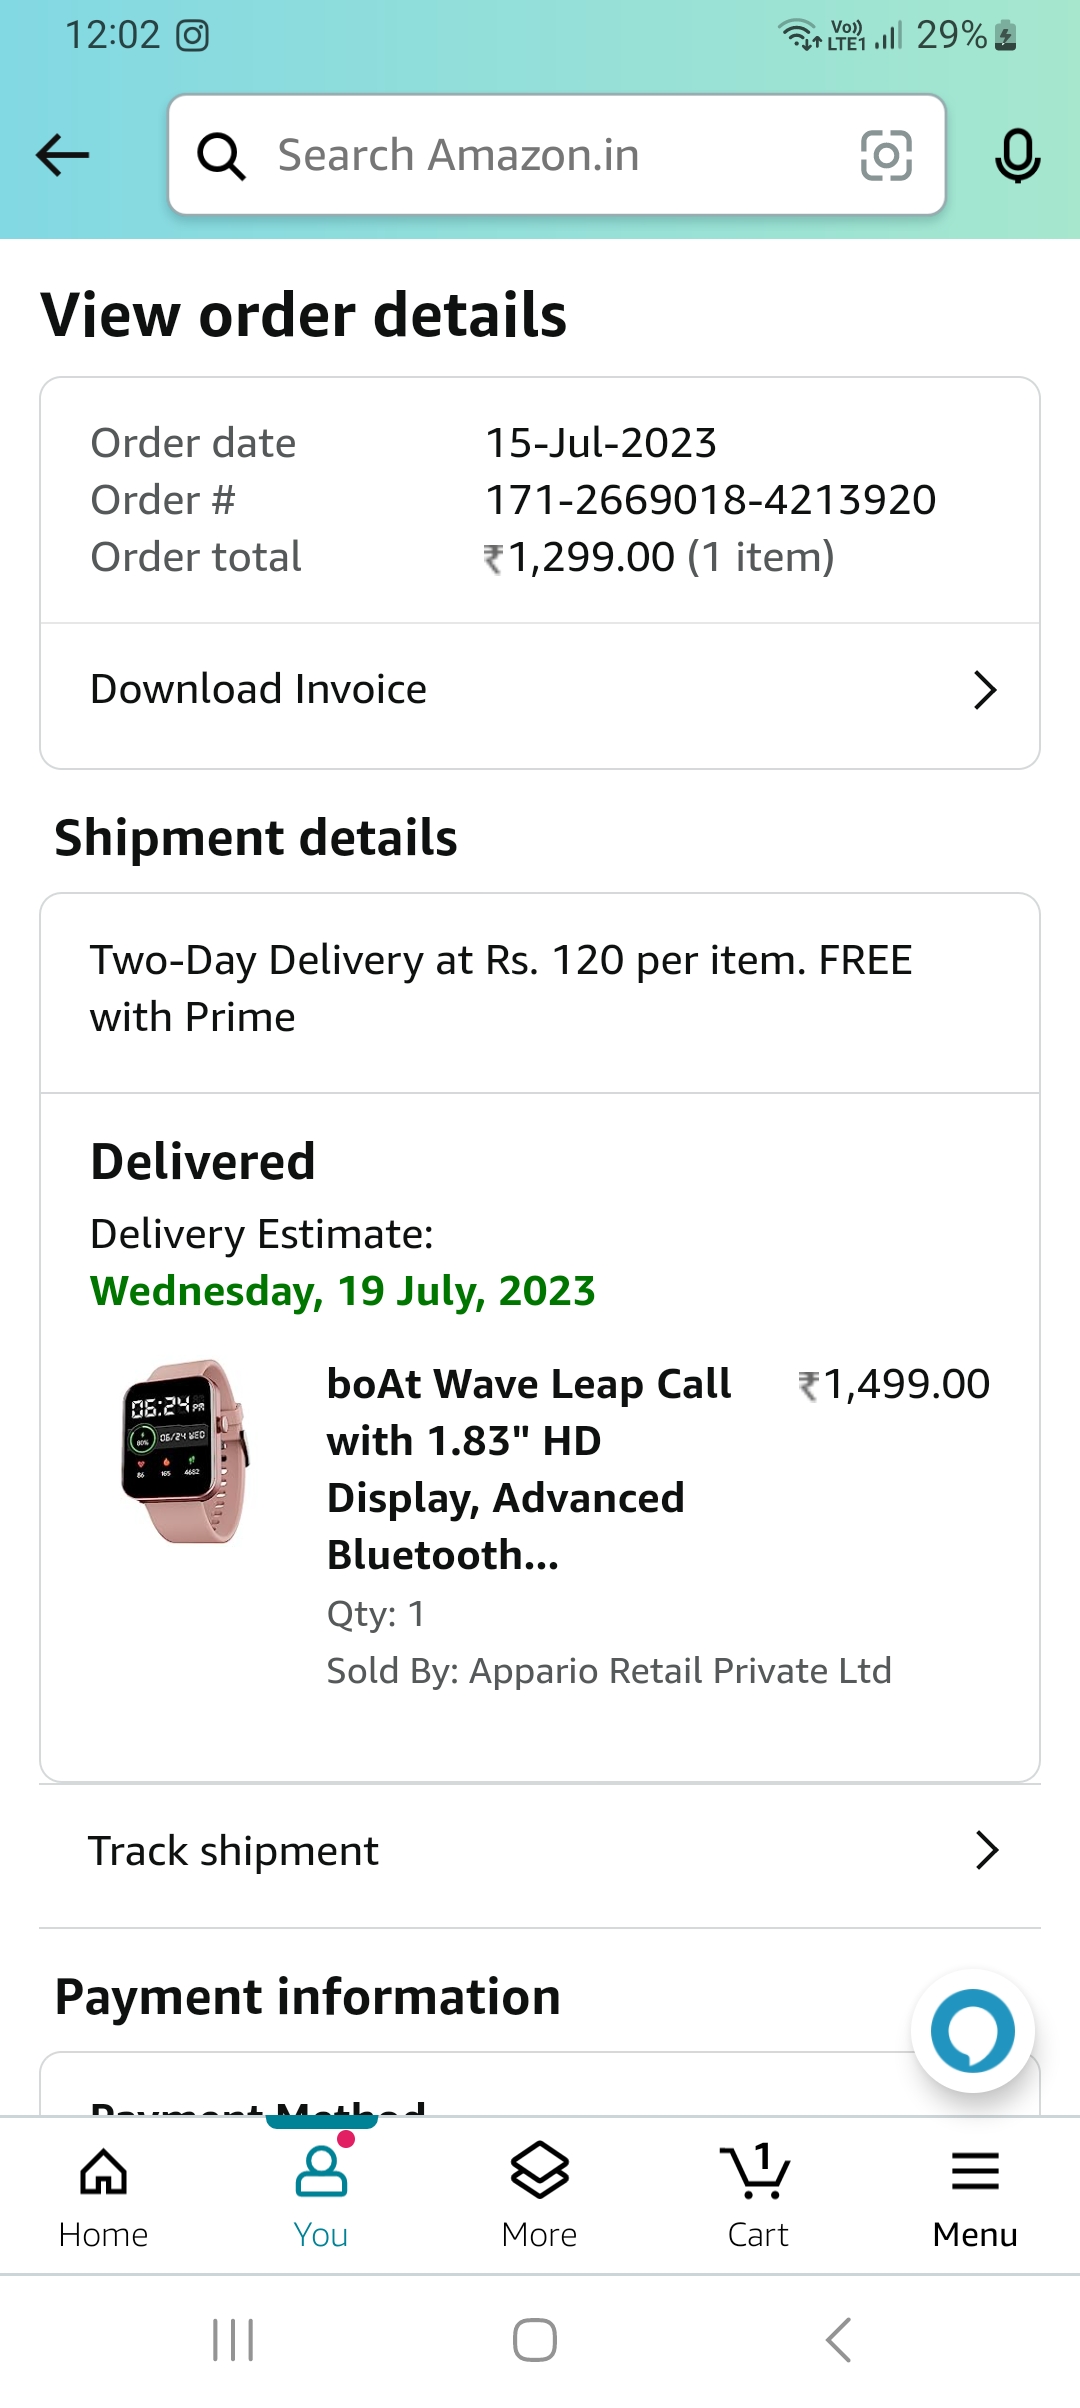 12:02 Vo)) LTE1 29%
Search Amazon.in
View order details
Order date 15-Jul-2023
Order # 171-2669018-4213920
Order total ₹1,299.00 (1 item)
Download Invoice
Shipment details
Two-Day Delivery at Rs. 120 per item. FREE
with Prime
Delivered
Delivery Estimate:
Wednesday, 19 July, 2023
06:24 PM
80% 06/24 WED
86 165 4682
boAt Wave Leap Call ₹1,499.00
with 1.83" HD
Display, Advanced
Bluetooth...
Qty: 1
Sold By: Appario Retail Private Ltd
Track shipment
Payment information
Payment Method
1
Home You More Cart Menu